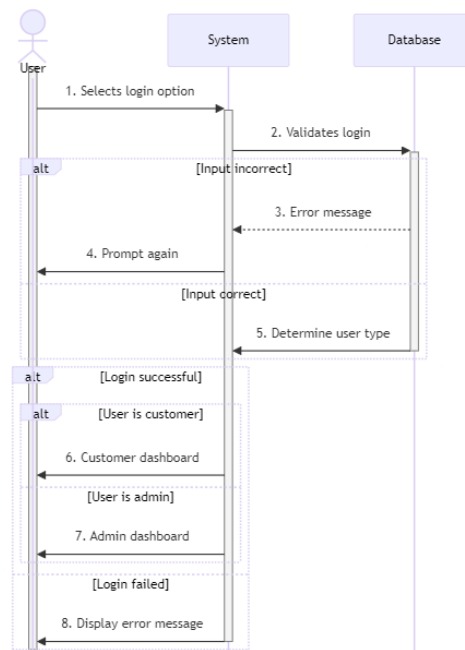 System
Database
User
1. Selects login option
2. Validates login
alt
[Input incorrect]
3. Error message
4. Prompt again
[Input correct]
5. Determine user type
alt
[Login successful]
alt
[User is customer]
6. Customer dashboard
[User is admin]
7. Admin dashboard
[Login failed]
8. Display error message